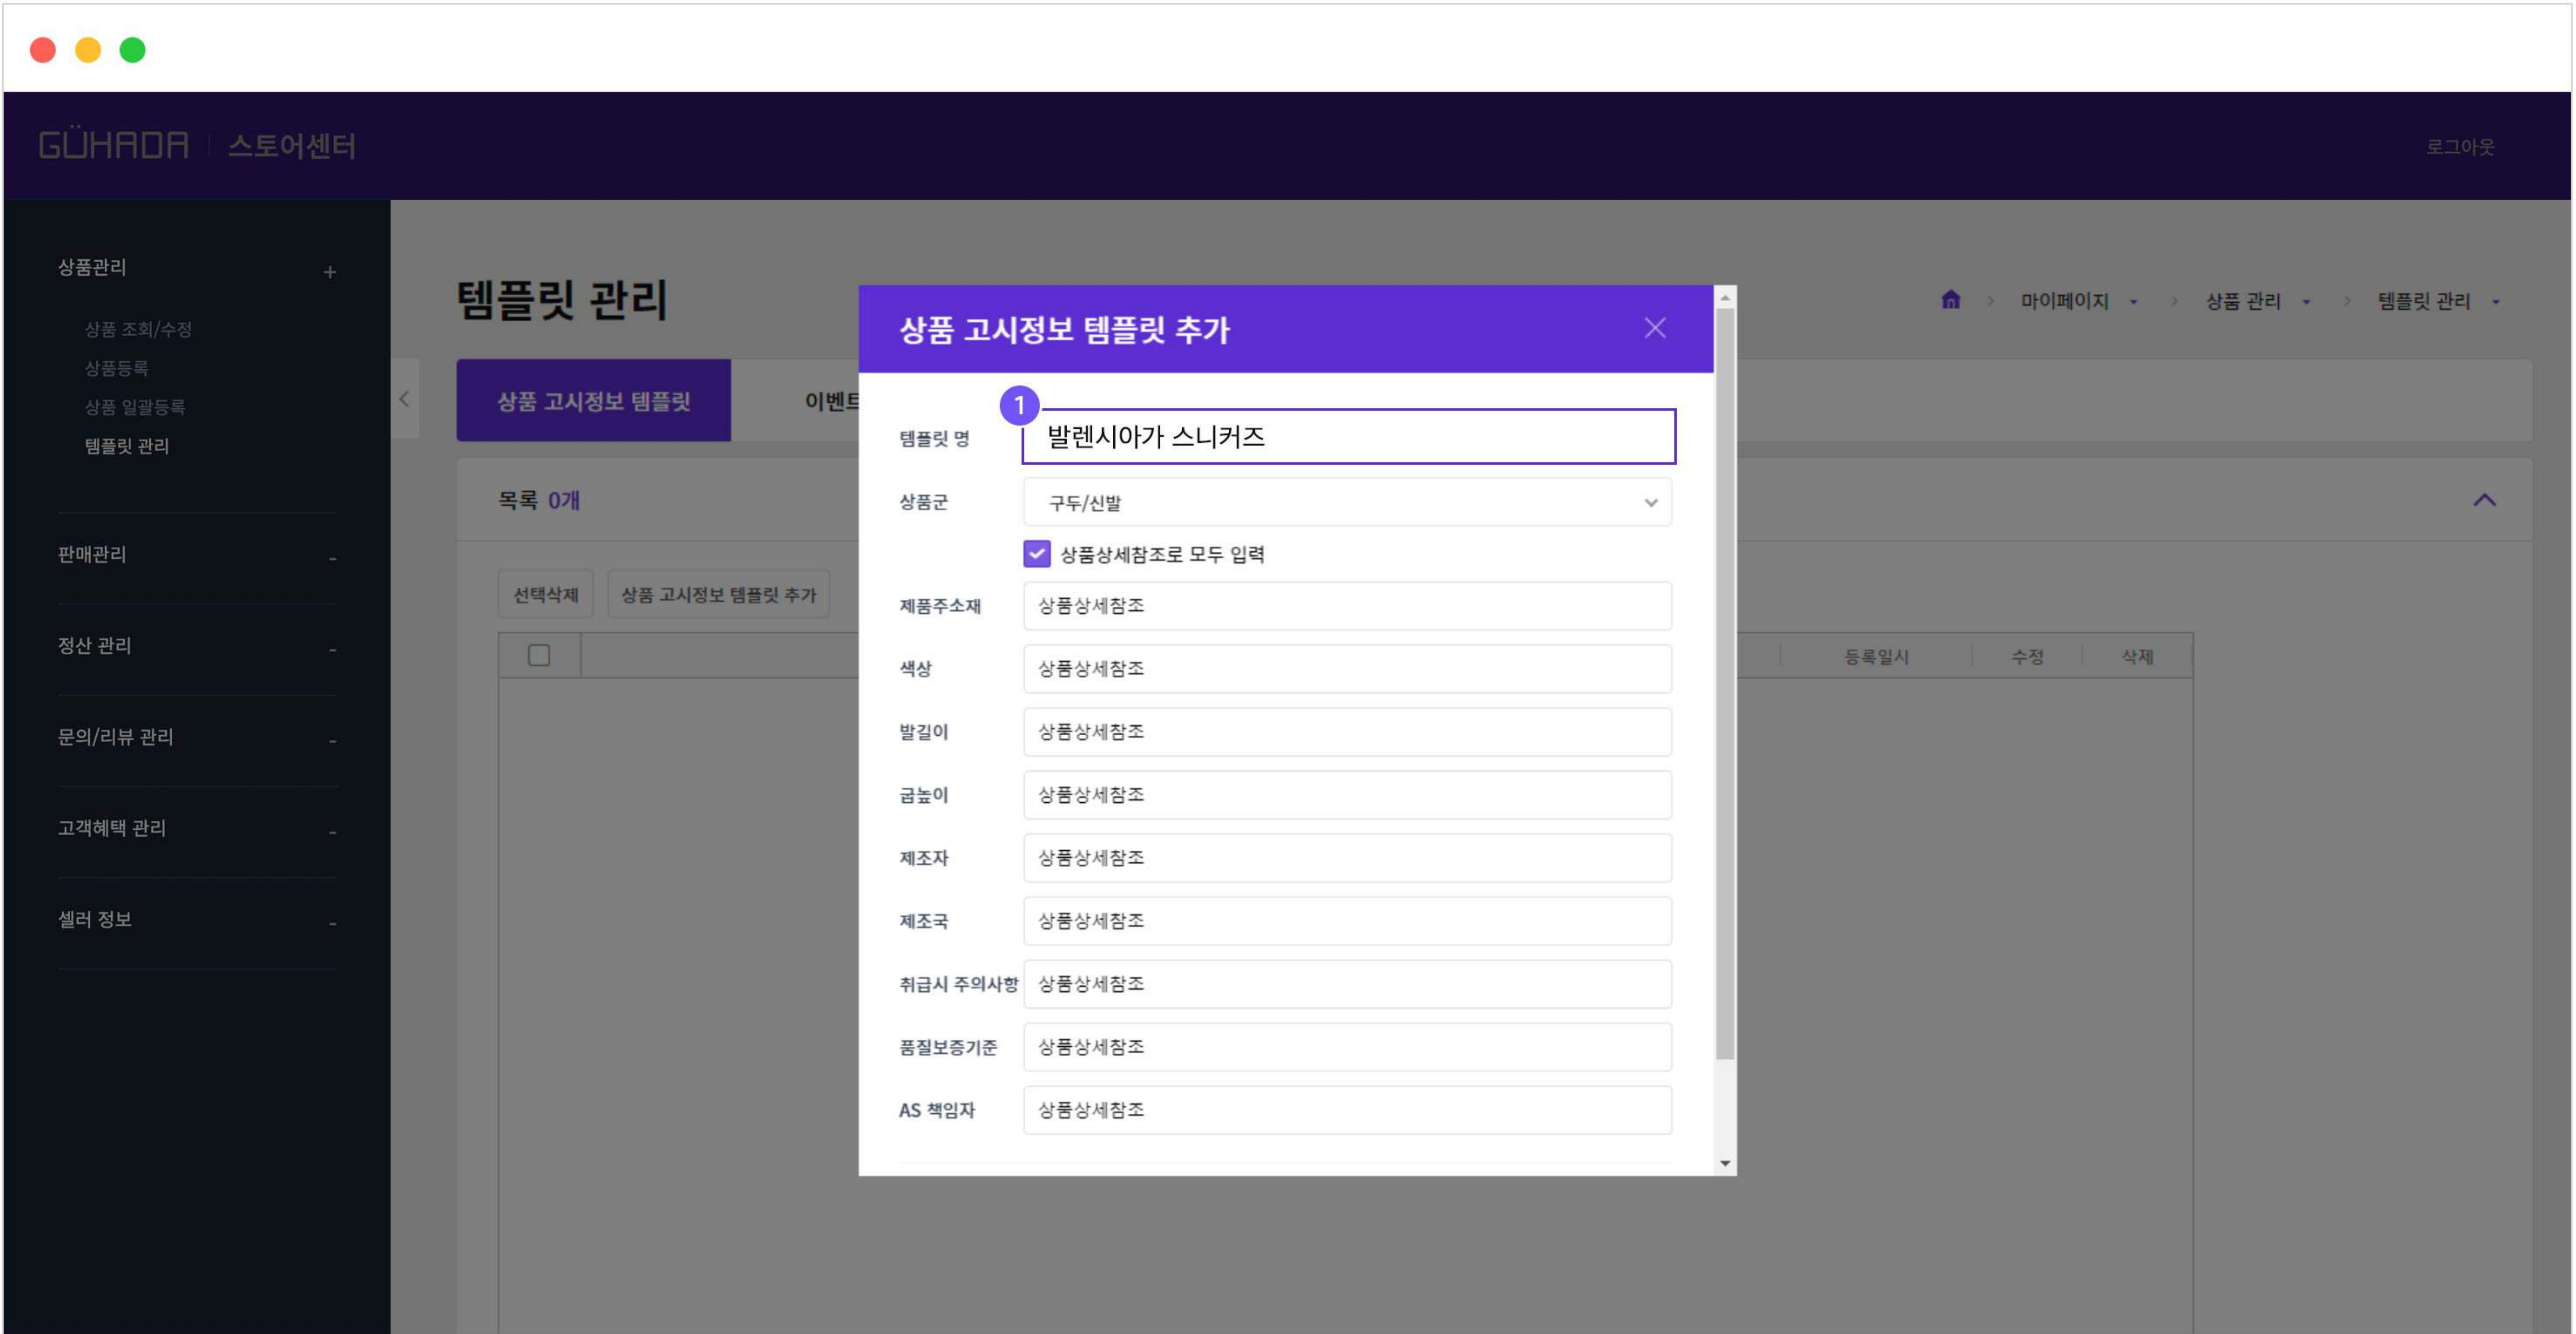 GÜHADA 스토어센터
로그아웃
상품관리 +
상품 조회/수정
상품등록
상품 일괄등록
템플릿 관리
판매관리 -
정산 관리 -
문의/리뷰 관리 -
고객혜택 관리 -
셀러 정보 -
템플릿 관리
마이페이지 > 상품 관리 > 템플릿 관리
상품 고시정보 템플릿
이벤트
목록 0개
선택삭제
상품 고시정보 템플릿 추가
등록일시 수정 삭제
상품 고시정보 템플릿 추가
1
템플릿 명 발렌시아가 스니커즈
상품군 구두/신발
상품상세참조로 모두 입력
제품주소재 상품상세참조
색상 상품상세참조
발길이 상품상세참조
굽높이 상품상세참조
제조자 상품상세참조
제조국 상품상세참조
취급시 주의사항 상품상세참조
품질보증기준 상품상세참조
AS 책임자 상품상세참조